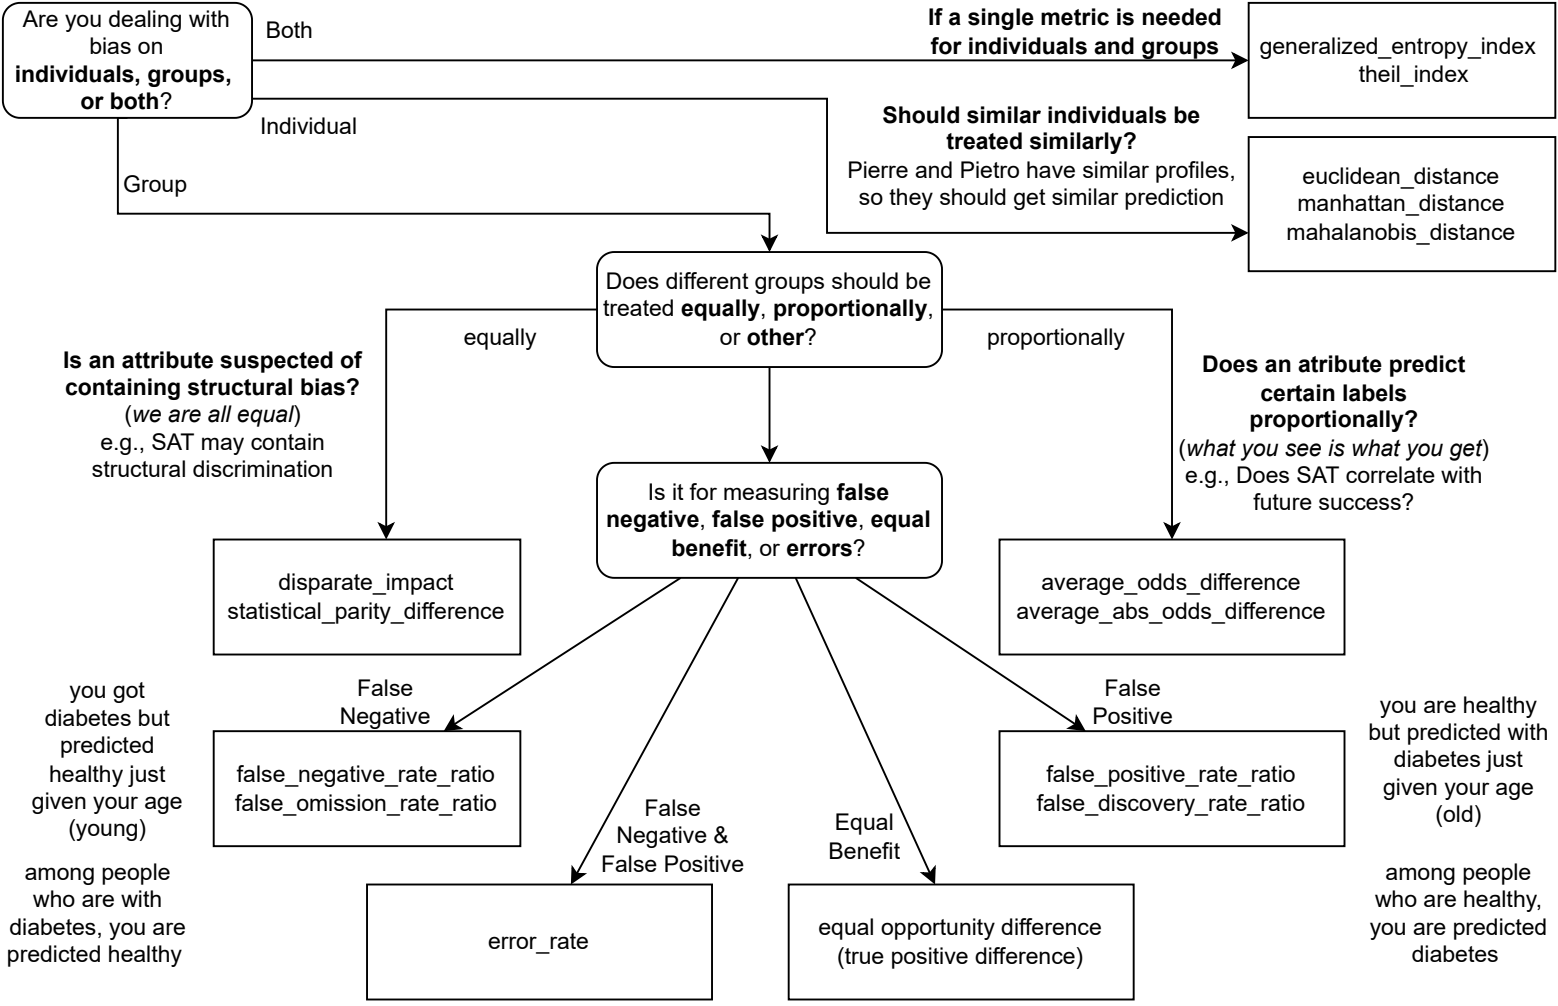 Are you dealing with
bias on
individuals, groups,
or both?
Both
If a single metric is needed
for individuals and groups
generalized_entropy_index
theil_index
Individual
Should similar individuals be
treated similarly?
Pierre and Pietro have similar profiles,
so they should get similar prediction
euclidean_distance
manhattan_distance
mahalanobis_distance
Group
Does different groups should be
treated equally, proportionally,
or other?
equally
proportionally
Is an attribute suspected of
containing structural bias?
(we are all equal)
e.g., SAT may contain
structural discrimination
Does an atribute predict
certain labels
proportionally?
(what you see is what you get)
e.g., Does SAT correlate with
future success?
Is it for measuring false
negative, false positive, equal
benefit, or errors?
disparate_impact
statistical_parity_difference
average_odds_difference
average_abs_odds_difference
you got
diabetes but
predicted
healthy just
given your age
(young)
among people
who are with
diabetes, you are
predicted healthy
False
Negative
false_negative_rate_ratio
false_omission_rate_ratio
False
Negative &
False Positive
error_rate
Equal
Benefit
equal opportunity difference
(true positive difference)
False
Positive
false_positive_rate_ratio
false_discovery_rate_ratio
you are healthy
but predicted with
diabetes just
given your age
(old)
among people
who are healthy,
you are predicted
diabetes